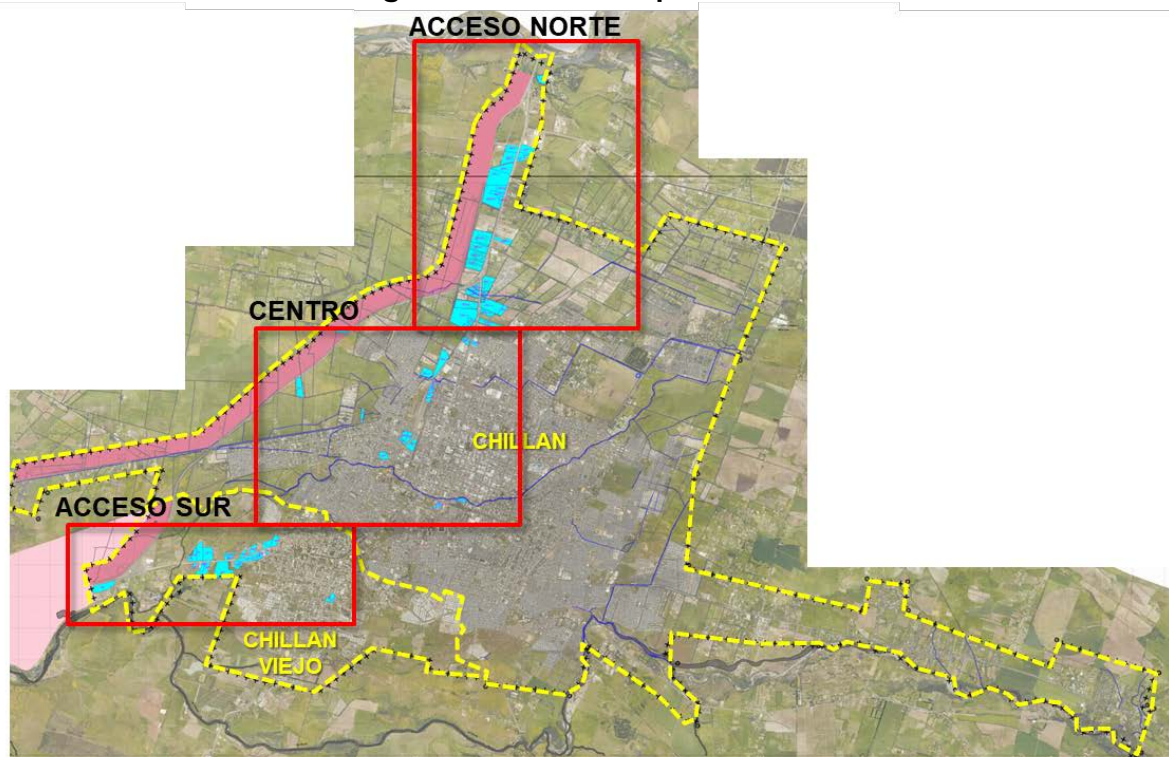 ACCESO NORTE
CENTRO
CHILLAN
ACCESO SUR
CHILLAN
VIEJO